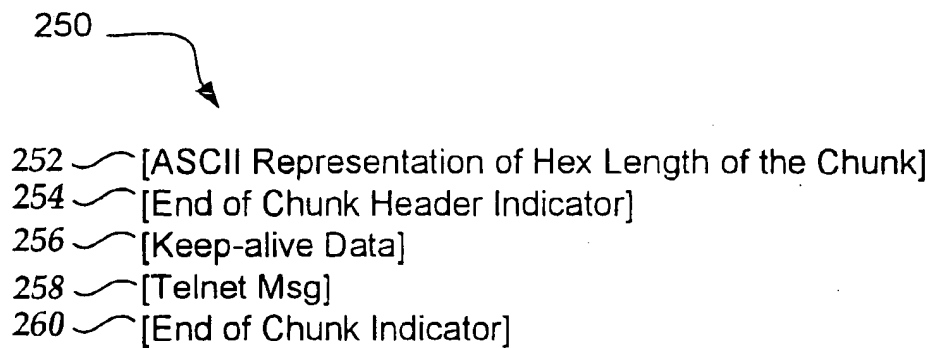 250
252 [ASCII Representation of Hex Length of the Chunk]
254 [End of Chunk Header Indicator]
256 [Keep-alive Data]
258 [Telnet Msg]
260 [End of Chunk Indicator]